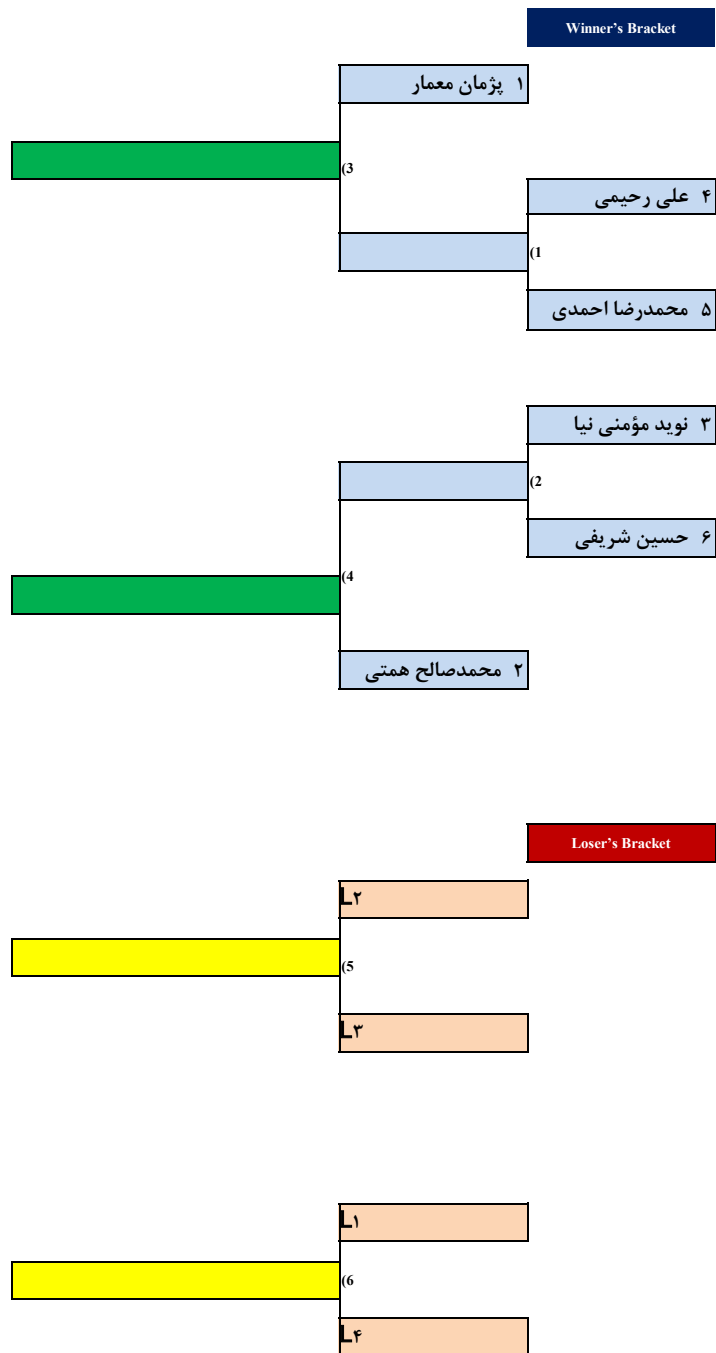 Winner's Bracket
۱ پژمان معمار
(3
۴ علی رحیمی
(1
۵ محمدرضا احمدی
۳ نوید مؤمنی نیا
(2
۶ حسین شریفی
(4
۲ محمدصالح همتی
Loser's Bracket
L۲
(5
L۳
L۱
(6
L۴